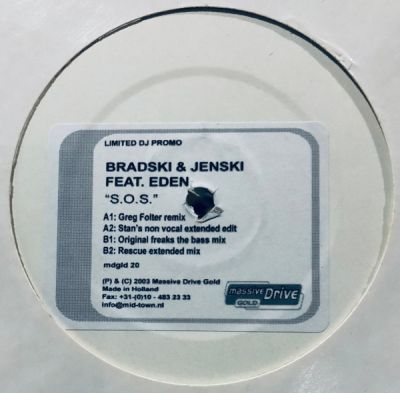 LIMITED DJ PROMO
BRADSKI & JENSKI
FEAT. EDEN
"S.O.S."
A1: Greg Folter remix
A2: Stan's non vocal extended edit
B1: Original freaks the bass mix
B2: Rescue extended mix
mdgld 20
(P) & (C) 2003 Massive Drive Gold
Made in Holland
Fax: +31-(0)10 - 483 23 33
info@mid-town.nl
massive Drive
GOLD